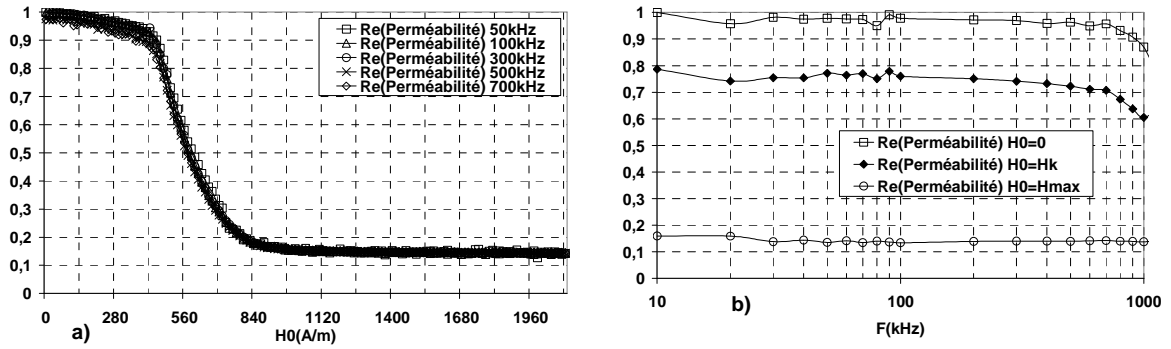 1
0,9
0,8
0,7
0,6
0,5
0,4
0,3
0,2
0,1
0
0 280 560 840 1120 1400 1680 1960
a) H0(A/m)
Re(Perméabilité) 50kHz
Re(Perméabilité) 100kHz
Re(Perméabilité) 300kHz
Re(Perméabilité) 500kHz
Re(Perméabilité) 700kHz
1
0,9
0,8
0,7
0,6
0,5
0,4
0,3
0,2
0,1
0
10 100 1000
b) F(kHz)
Re(Perméabilité) H0=0
Re(Perméabilité) H0=Hk
Re(Perméabilité) H0=Hmax